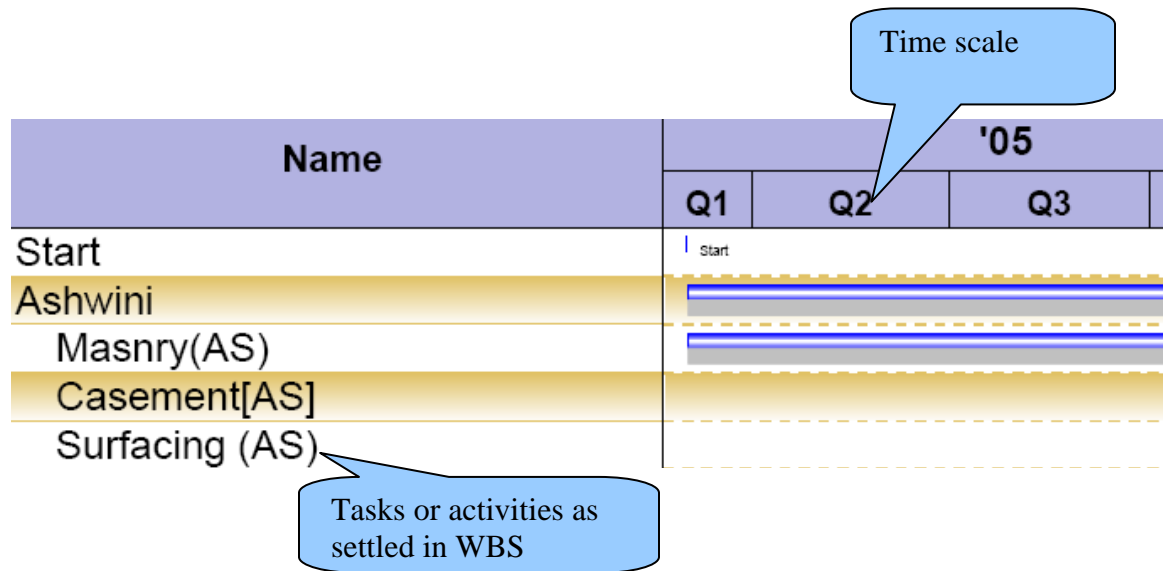 Time scale
Name
'05
Q1 Q2 Q3
Start
Start
Ashwini
Masnry(AS)
Casement[AS]
Surfacing (AS)
Tasks or activities as
settled in WBS